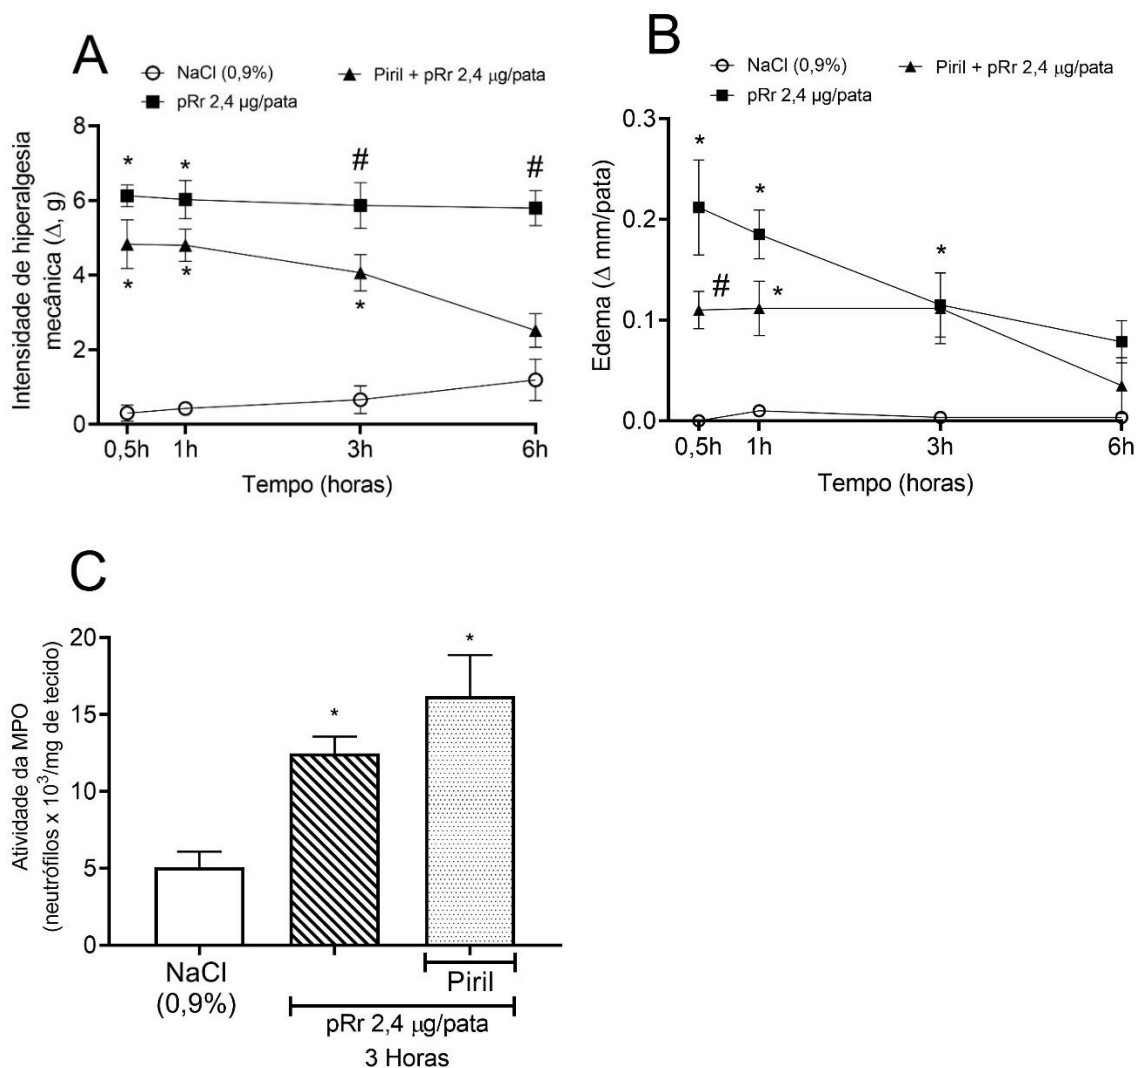 A
NaCl (0,9%)
Piril + pRr 2,4 µg/pata
pRr 2,4 µg/pata
Intensidade de hiperalgesia
mecânica (Δ, g)
8
6
4
2
0
* * # #
* * *
0,5h 1h 3h 6h
Tempo (horas)
B
NaCl (0,9%)
Piril + pRr 2,4 µg/pata
pRr 2,4 µg/pata
Edema (Δ mm/pata)
0.3
0.2
0.1
0.0
* * *
# *
0,5h 1h 3h 6h
Tempo (horas)
C
Atividade da MPO
(neutrófilos x 10³/mg de tecido)
20
15
10
5
0
* *
NaCl
(0,9%)
Piril
pRr 2,4 µg/pata
3 Horas